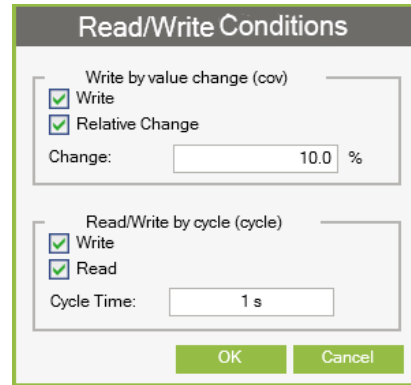 Read/Write Conditions
Write by value change (cov)
Write
Relative Change
Change: 10.0 %
Read/Write by cycle (cycle)
Write
Read
Cycle Time: 1 s
OK Cancel